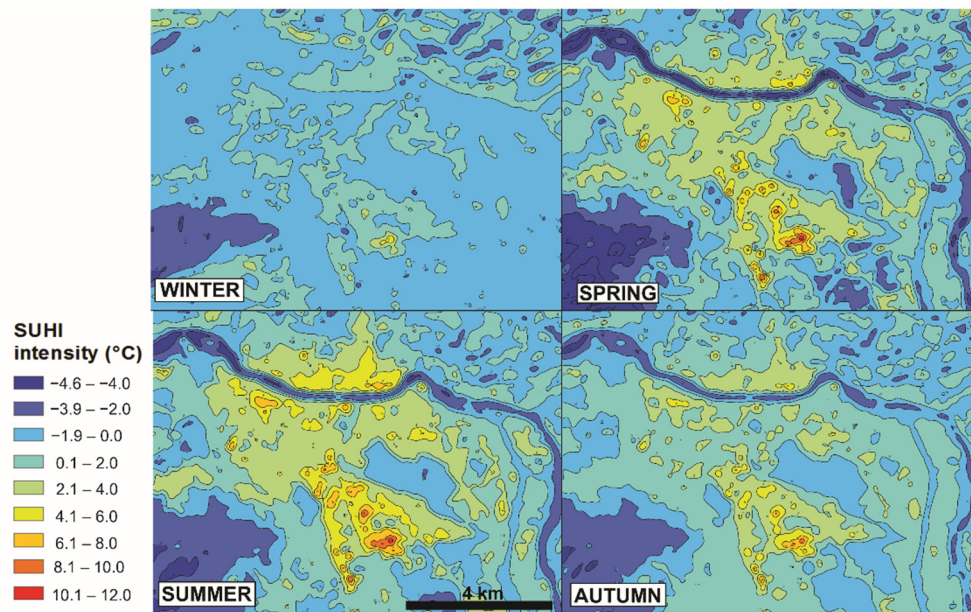 WINTER
SPRING
SUHI
intensity (°C)
−4.6 – −4.0
−3.9 – −2.0
−1.9 – 0.0
0.1 – 2.0
2.1 – 4.0
4.1 – 6.0
6.1 – 8.0
8.1 – 10.0
10.1 – 12.0
SUMMER
4 km
AUTUMN